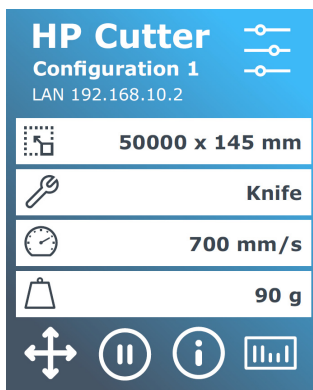 HP Cutter
Configuration 1
LAN 192.168.10.2
50000 x 145 mm
Knife
700 mm/s
90 g